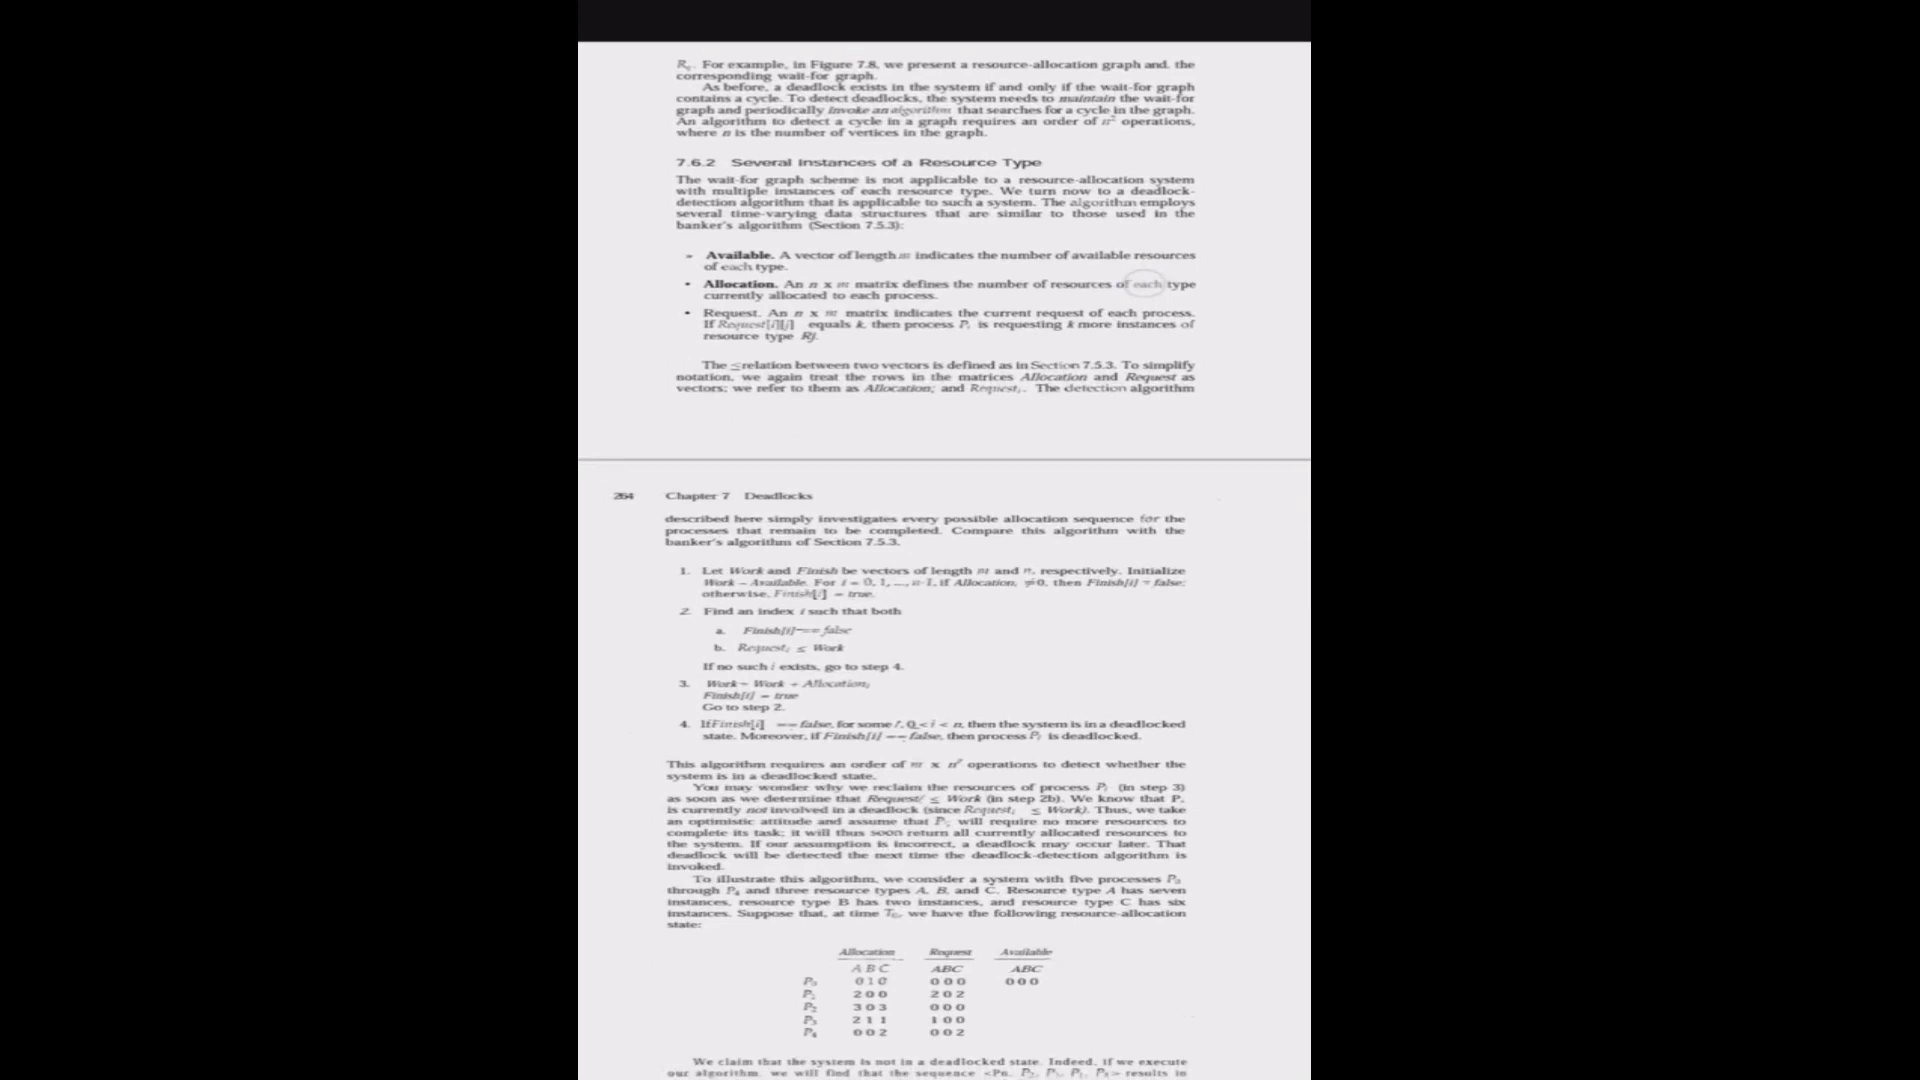 R. For example, in Figure 7.8, we present a resource-allocation graph and, the
corresponding wait-for graph.
As before, a deadlock exists in the system if and only if the wait-for graph
contains a cycle. To detect deadlocks, the system needs to maintain the wait-for
graph and periodically invoke an algorithm that searches for a cycle in the graph.
An algorithm to detect a cycle in a graph requires an order of n² operations,
where n is the number of vertices in the graph.
7.6.2 Several Instances of a Resource Type
The wait-for graph scheme is not applicable to a resource-allocation system
with multiple instances of each resource type. We turn now to a deadlock-
detection algorithm that is applicable to such a system. The algorithm employs
several time-varying data structures that are similar to those used in the
banker's algorithm (Section 7.5.3):
» Available. A vector of length m indicates the number of available resources
of each type.
• Allocation. An n x m matrix defines the number of resources of each type
currently allocated to each process.
• Request. An n x m matrix indicates the current request of each process.
If Request[i][j] equals k, then process Pi is requesting k more instances of
resource type Rj.
The ≤ relation between two vectors is defined as in Section 7.5.3. To simplify
notation, we again treat the rows in the matrices Allocation and Request as
vectors; we refer to them as Allocation; and Request;. The detection algorithm
264 Chapter 7 Deadlocks
described here simply investigates every possible allocation sequence for the
processes that remain to be completed. Compare this algorithm with the
banker's algorithm of Section 7.5.3.
1. Let Work and Finish be vectors of length m and n, respectively. Initialize
Work – Available. For i = 0, 1, ..., n-1, if Allocation, ≠0, then Finish[i] = false;
otherwise, Finish[i] = true.
2. Find an index i such that both
a. Finish[i] == false
b. Request; ≤ Work
If no such i exists, go to step 4.
3. Work = Work + Allocation;
Finish[i] = true
Go to step 2.
4. If Finish[i] == false, for some i, 0 < i < n, then the system is in a deadlocked
state. Moreover, if Finish[i] == false, then process Pi is deadlocked.
This algorithm requires an order of m x n² operations to detect whether the
system is in a deadlocked state.
You may wonder why we reclaim the resources of process Pi (in step 3)
as soon as we determine that Request/ ≤ Work (in step 2b). We know that P,
is currently not involved in a deadlock (since Request; ≤ Work). Thus, we take
an optimistic attitude and assume that P; will require no more resources to
complete its task; it will thus soon return all currently allocated resources to
the system. If our assumption is incorrect, a deadlock may occur later. That
deadlock will be detected the next time the deadlock-detection algorithm is
invoked.
To illustrate this algorithm, we consider a system with five processes P0
through P4 and three resource types A, B, and C. Resource type A has seven
instances, resource type B has two instances, and resource type C has six
instances. Suppose that, at time T0, we have the following resource-allocation
state:
Allocation Request Available
A B C ABC ABC
P0 0 1 0 0 0 0 0 0 0
P1 2 0 0 2 0 2
P2 3 0 3 0 0 0
P3 2 1 1 1 0 0
P4 0 0 2 0 0 2
We claim that the system is not in a deadlocked state. Indeed, if we execute
our algorithm, we will find that the sequence <P0, P2, P3, P1, P4> results in